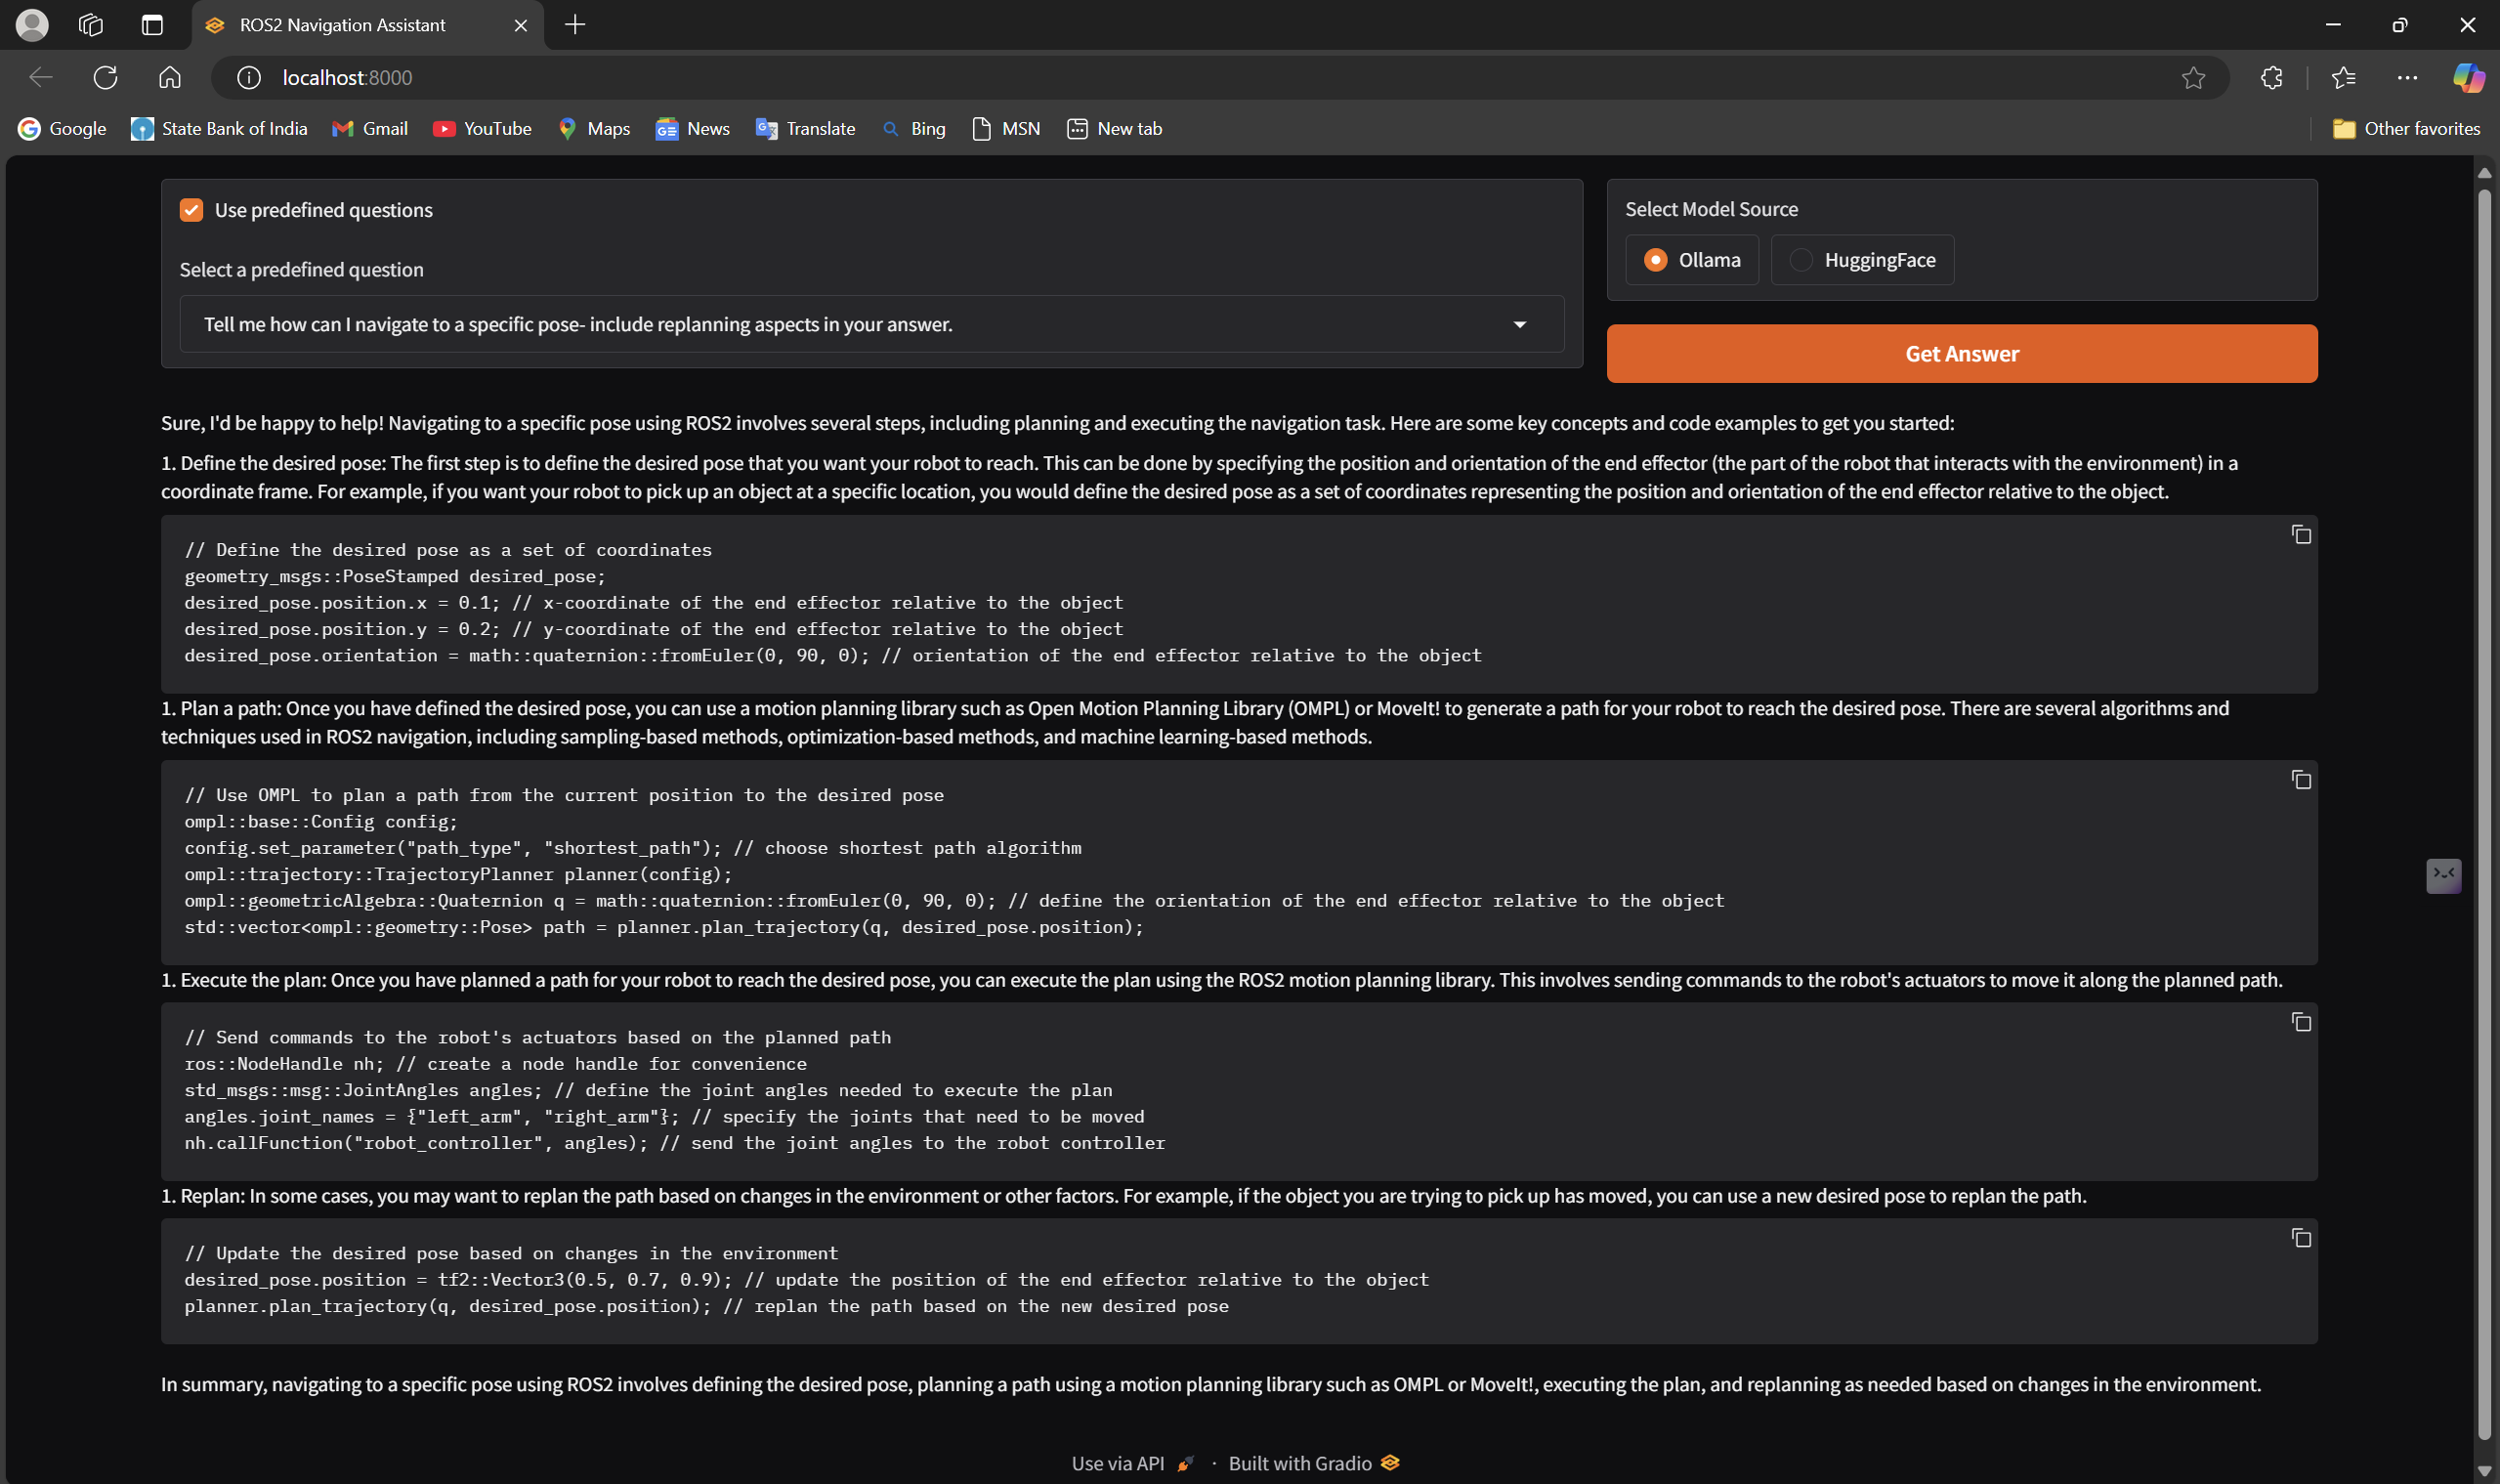 ROS2 Navigation Assistant
localhost:8000
Google State Bank of India Gmail YouTube Maps News Translate Bing MSN New tab Other favorites
Use predefined questions
Select a predefined question
Tell me how can I navigate to a specific pose- include replanning aspects in your answer.
Select Model Source
Ollama HuggingFace
Get Answer
Sure, I'd be happy to help! Navigating to a specific pose using ROS2 involves several steps, including planning and executing the navigation task. Here are some key concepts and code examples to get you started:
1. Define the desired pose: The first step is to define the desired pose that you want your robot to reach. This can be done by specifying the position and orientation of the end effector (the part of the robot that interacts with the environment) in a
coordinate frame. For example, if you want your robot to pick up an object at a specific location, you would define the desired pose as a set of coordinates representing the position and orientation of the end effector relative to the object.
// Define the desired pose as a set of coordinates
geometry_msgs::PoseStamped desired_pose;
desired_pose.position.x = 0.1; // x-coordinate of the end effector relative to the object
desired_pose.position.y = 0.2; // y-coordinate of the end effector relative to the object
desired_pose.orientation = math::quaternion::fromEuler(0, 90, 0); // orientation of the end effector relative to the object
1. Plan a path: Once you have defined the desired pose, you can use a motion planning library such as Open Motion Planning Library (OMPL) or MoveIt! to generate a path for your robot to reach the desired pose. There are several algorithms and
techniques used in ROS2 navigation, including sampling-based methods, optimization-based methods, and machine learning-based methods.
// Use OMPL to plan a path from the current position to the desired pose
ompl::base::Config config;
config.set_parameter("path_type", "shortest_path"); // choose shortest path algorithm
ompl::trajectory::TrajectoryPlanner planner(config);
ompl::geometricAlgebra::Quaternion q = math::quaternion::fromEuler(0, 90, 0); // define the orientation of the end effector relative to the object
std::vector<ompl::geometry::Pose> path = planner.plan_trajectory(q, desired_pose.position);
1. Execute the plan: Once you have planned a path for your robot to reach the desired pose, you can execute the plan using the ROS2 motion planning library. This involves sending commands to the robot's actuators to move it along the planned path.
// Send commands to the robot's actuators based on the planned path
ros::NodeHandle nh; // create a node handle for convenience
std_msgs::msg::JointAngles angles; // define the joint angles needed to execute the plan
angles.joint_names = {"left_arm", "right_arm"}; // specify the joints that need to be moved
nh.callFunction("robot_controller", angles); // send the joint angles to the robot controller
1. Replan: In some cases, you may want to replan the path based on changes in the environment or other factors. For example, if the object you are trying to pick up has moved, you can use a new desired pose to replan the path.
// Update the desired pose based on changes in the environment
desired_pose.position = tf2::Vector3(0.5, 0.7, 0.9); // update the position of the end effector relative to the object
planner.plan_trajectory(q, desired_pose.position); // replan the path based on the new desired pose
In summary, navigating to a specific pose using ROS2 involves defining the desired pose, planning a path using a motion planning library such as OMPL or MoveIt!, executing the plan, and replanning as needed based on changes in the environment.
Use via API · Built with Gradio